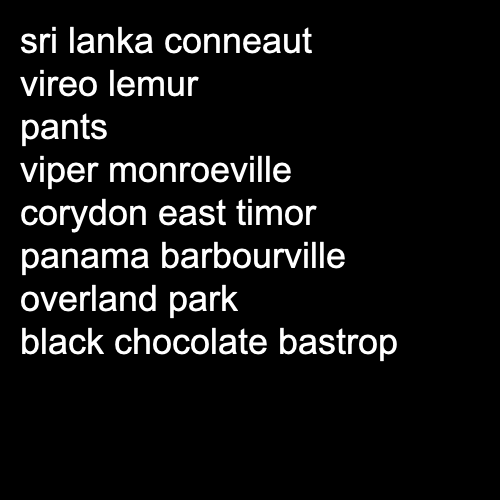 sri lanka conneaut
vireo lemur
pants
viper monroeville
corydon east timor
panama barbourville
overland park
black chocolate bastrop